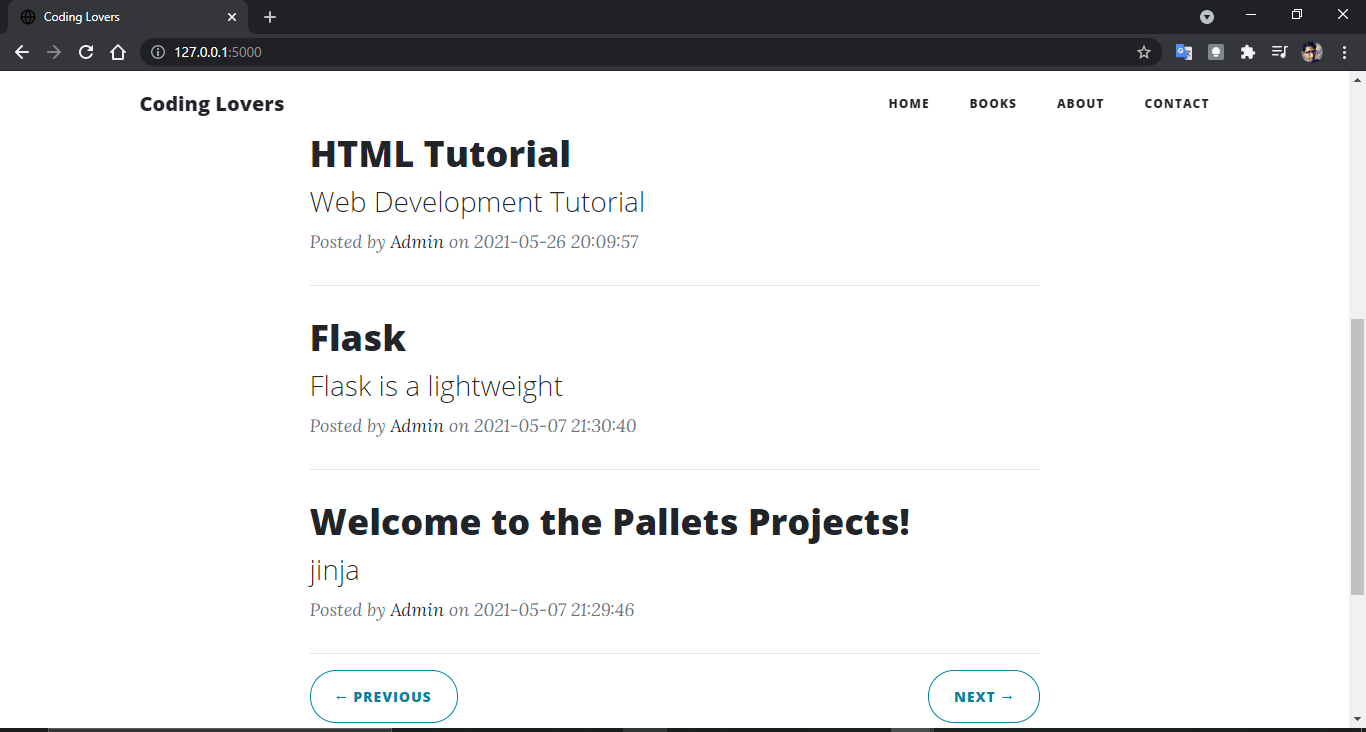 Coding Lovers
127.0.0.1:5000
Coding Lovers HOME BOOKS ABOUT CONTACT
HTML Tutorial
Web Development Tutorial
Posted by Admin on 2021-05-26 20:09:57
Flask
Flask is a lightweight
Posted by Admin on 2021-05-07 21:30:40
Welcome to the Pallets Projects!
jinja
Posted by Admin on 2021-05-07 21:29:46
← PREVIOUS NEXT →